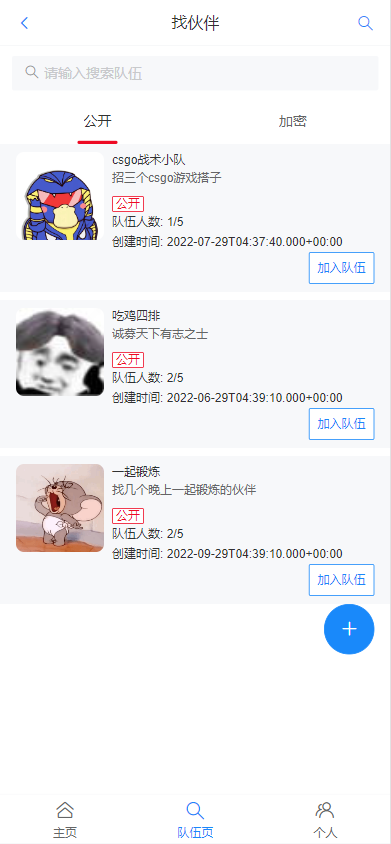 找伙伴
请输入搜索队伍
公开
加密
csgo战术小队
招三个csgo游戏搭子
公开
队伍人数: 1/5
创建时间: 2022-07-29T04:37:40.000+00:00
加入队伍
吃鸡四排
诚募天下有志之士
公开
队伍人数: 2/5
创建时间: 2022-06-29T04:39:10.000+00:00
加入队伍
一起锻炼
找几个晚上一起锻炼的伙伴
公开
队伍人数: 2/5
创建时间: 2022-09-29T04:39:10.000+00:00
加入队伍
主页
队伍页
个人